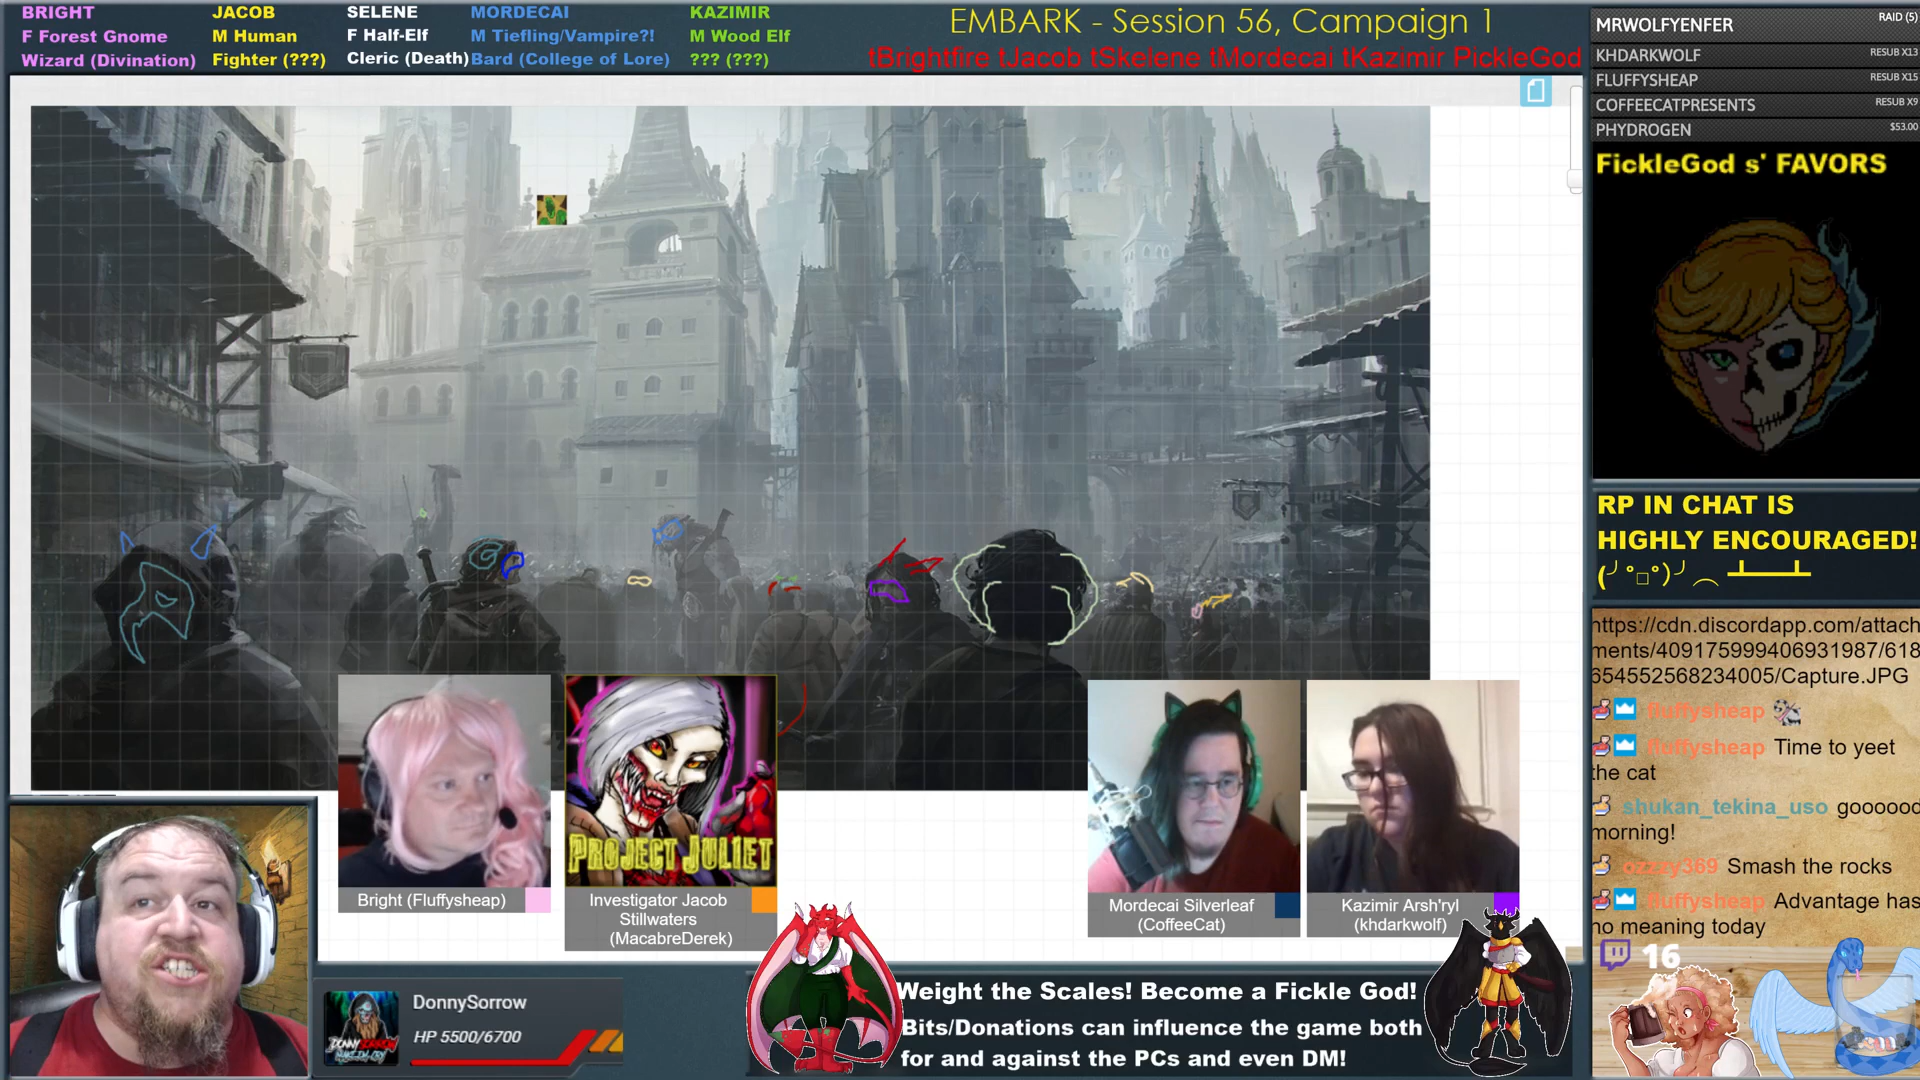 BRIGHT
F Forest Gnome
Wizard (Divination)
JACOB
M Human
Fighter (???)
SELENE
F Half-Elf
Cleric (Death)
MORDECAI
M Tiefling/Vampire?!
Bard (College of Lore)
KAZIMIR
M Wood Elf
??? (???)
EMBARK - Session 56, Campaign 1
tBrightfire tJacob tSkelene tMordecai tKazimir PickleGod
MRWOLFYENFER RAID (5)
KHDARKWOLF RESUB X13
FLUFFYSHEAP RESUB X15
COFFEECATPRESENTS RESUB X9
PHYDROGEN $53.00
FickleGod s' FAVORS
RP IN CHAT IS
HIGHLY ENCOURAGED!
(╯°□°)╯︵ ┻━┻
https://cdn.discordapp.com/attach
ments/409175999406931987/618
654552568234005/Capture.JPG
fluffysheap
fluffysheap Time to yeet
the cat
shukan_tekina_uso goooood
morning!
ozzzy369 Smash the rocks
fluffysheap Advantage has
no meaning today
16
PROJECT JULIET
Bright (Fluffysheap)
Investigator Jacob
Stillwaters
(MacabreDerek)
Mordecai Silverleaf
(CoffeeCat)
Kazimir Arsh'ryl
(khdarkwolf)
DonnySorrow
HP 5500/6700
DONNY SORROW
Weight the Scales! Become a Fickle God!
Bits/Donations can influence the game both
for and against the PCs and even DM!